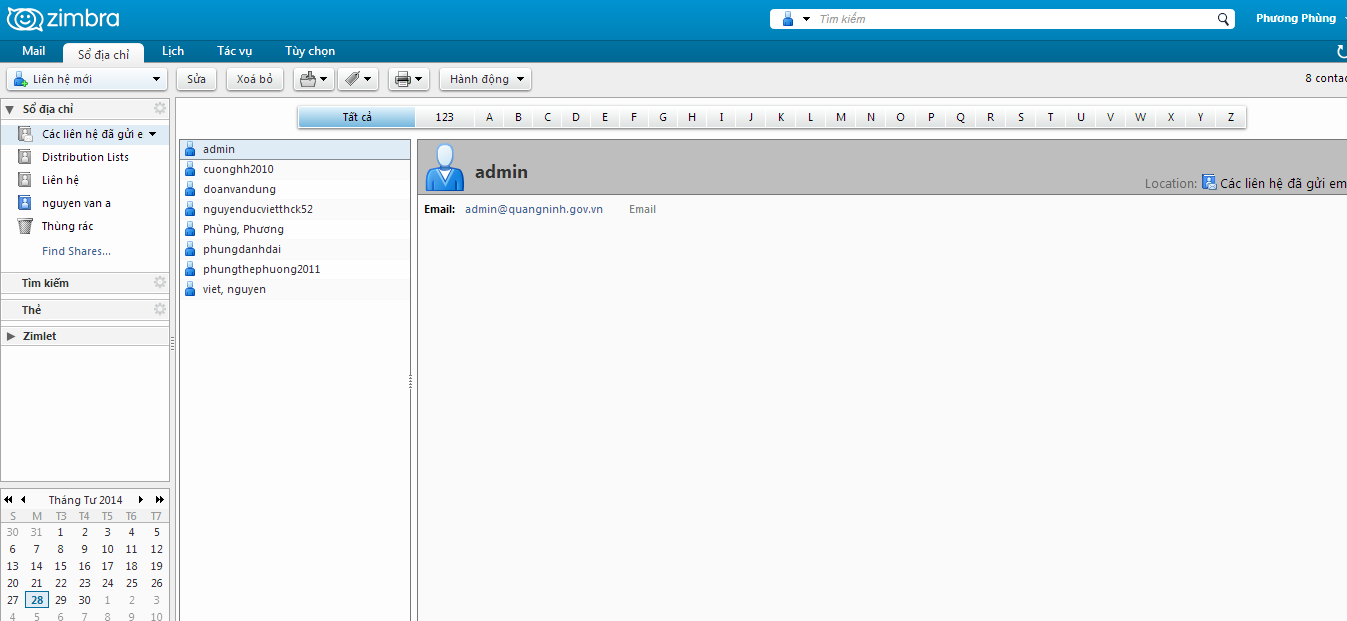 zimbra
Tìm kiếm
Phương Phùng
Mail Sổ địa chỉ Lịch Tác vụ Tùy chọn
Liên hệ mới Sửa Xoá bỏ Hành động 8 contac
Sổ địa chỉ
Các liên hệ đã gửi e
Distribution Lists
Liên hệ
nguyen van a
Thùng rác
Find Shares...
Tìm kiếm
Thẻ
Zimlet
Tháng Tư 2014
S M T3 T4 T5 T6 T7
30 31 1 2 3 4 5
6 7 8 9 10 11 12
13 14 15 16 17 18 19
20 21 22 23 24 25 26
27 28 29 30 1 2 3
4 5 6 7 8 9 10
Tất cả 123 A B C D E F G H I J K L M N O P Q R S T U V W X Y Z
admin
cuonghh2010
doanvandung
nguyenducvietthck52
Phùng, Phương
phungdanhdai
phungthephuong2011
viet, nguyen
admin
Location: Các liên hệ đã gửi em
Email: admin@quangninh.gov.vn Email